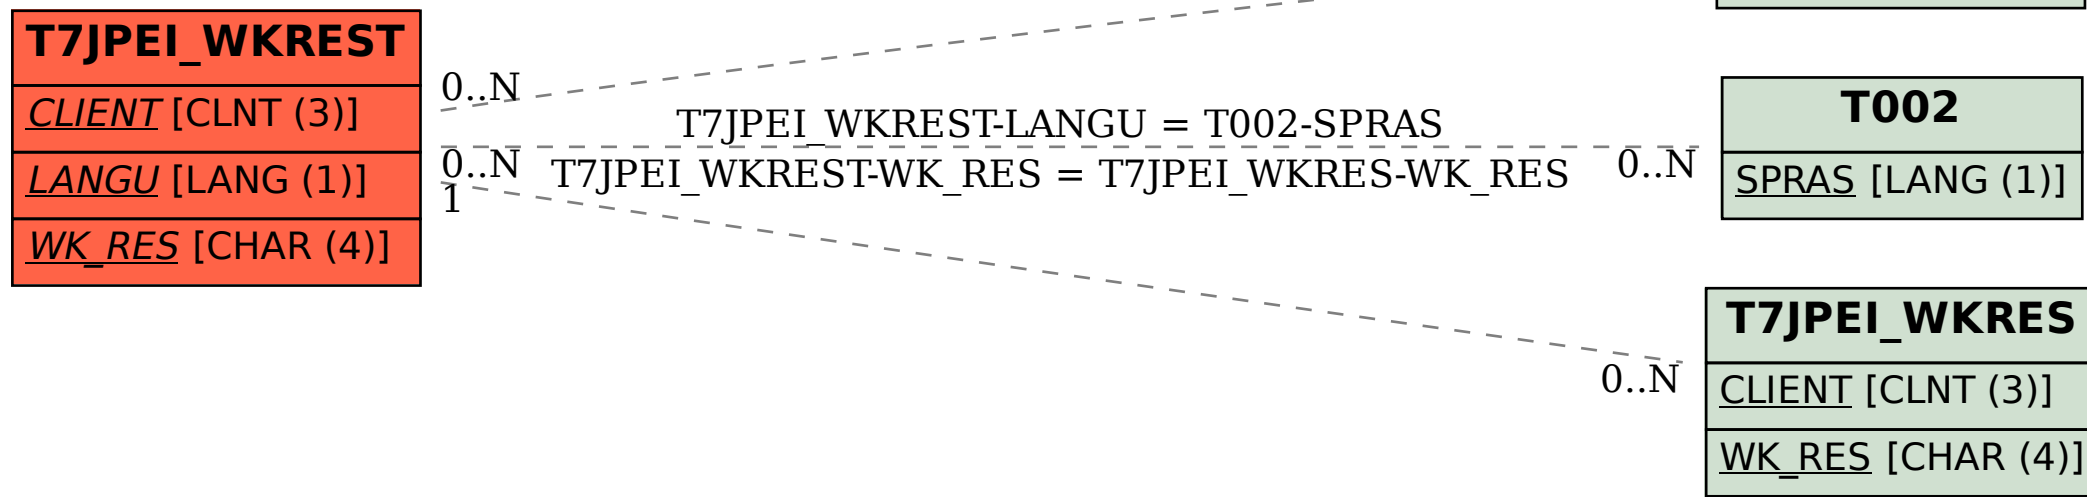 T7JPEI_WKREST
CLIENT [CLNT (3)]
LANGU [LANG (1)]
WK_RES [CHAR (4)]
0..N
0..N
1
T7JPEI_WKREST-LANGU = T002-SPRAS
T7JPEI_WKREST-WK_RES = T7JPEI_WKRES-WK_RES
0..N
0..N
T002
SPRAS [LANG (1)]
T7JPEI_WKRES
CLIENT [CLNT (3)]
WK_RES [CHAR (4)]